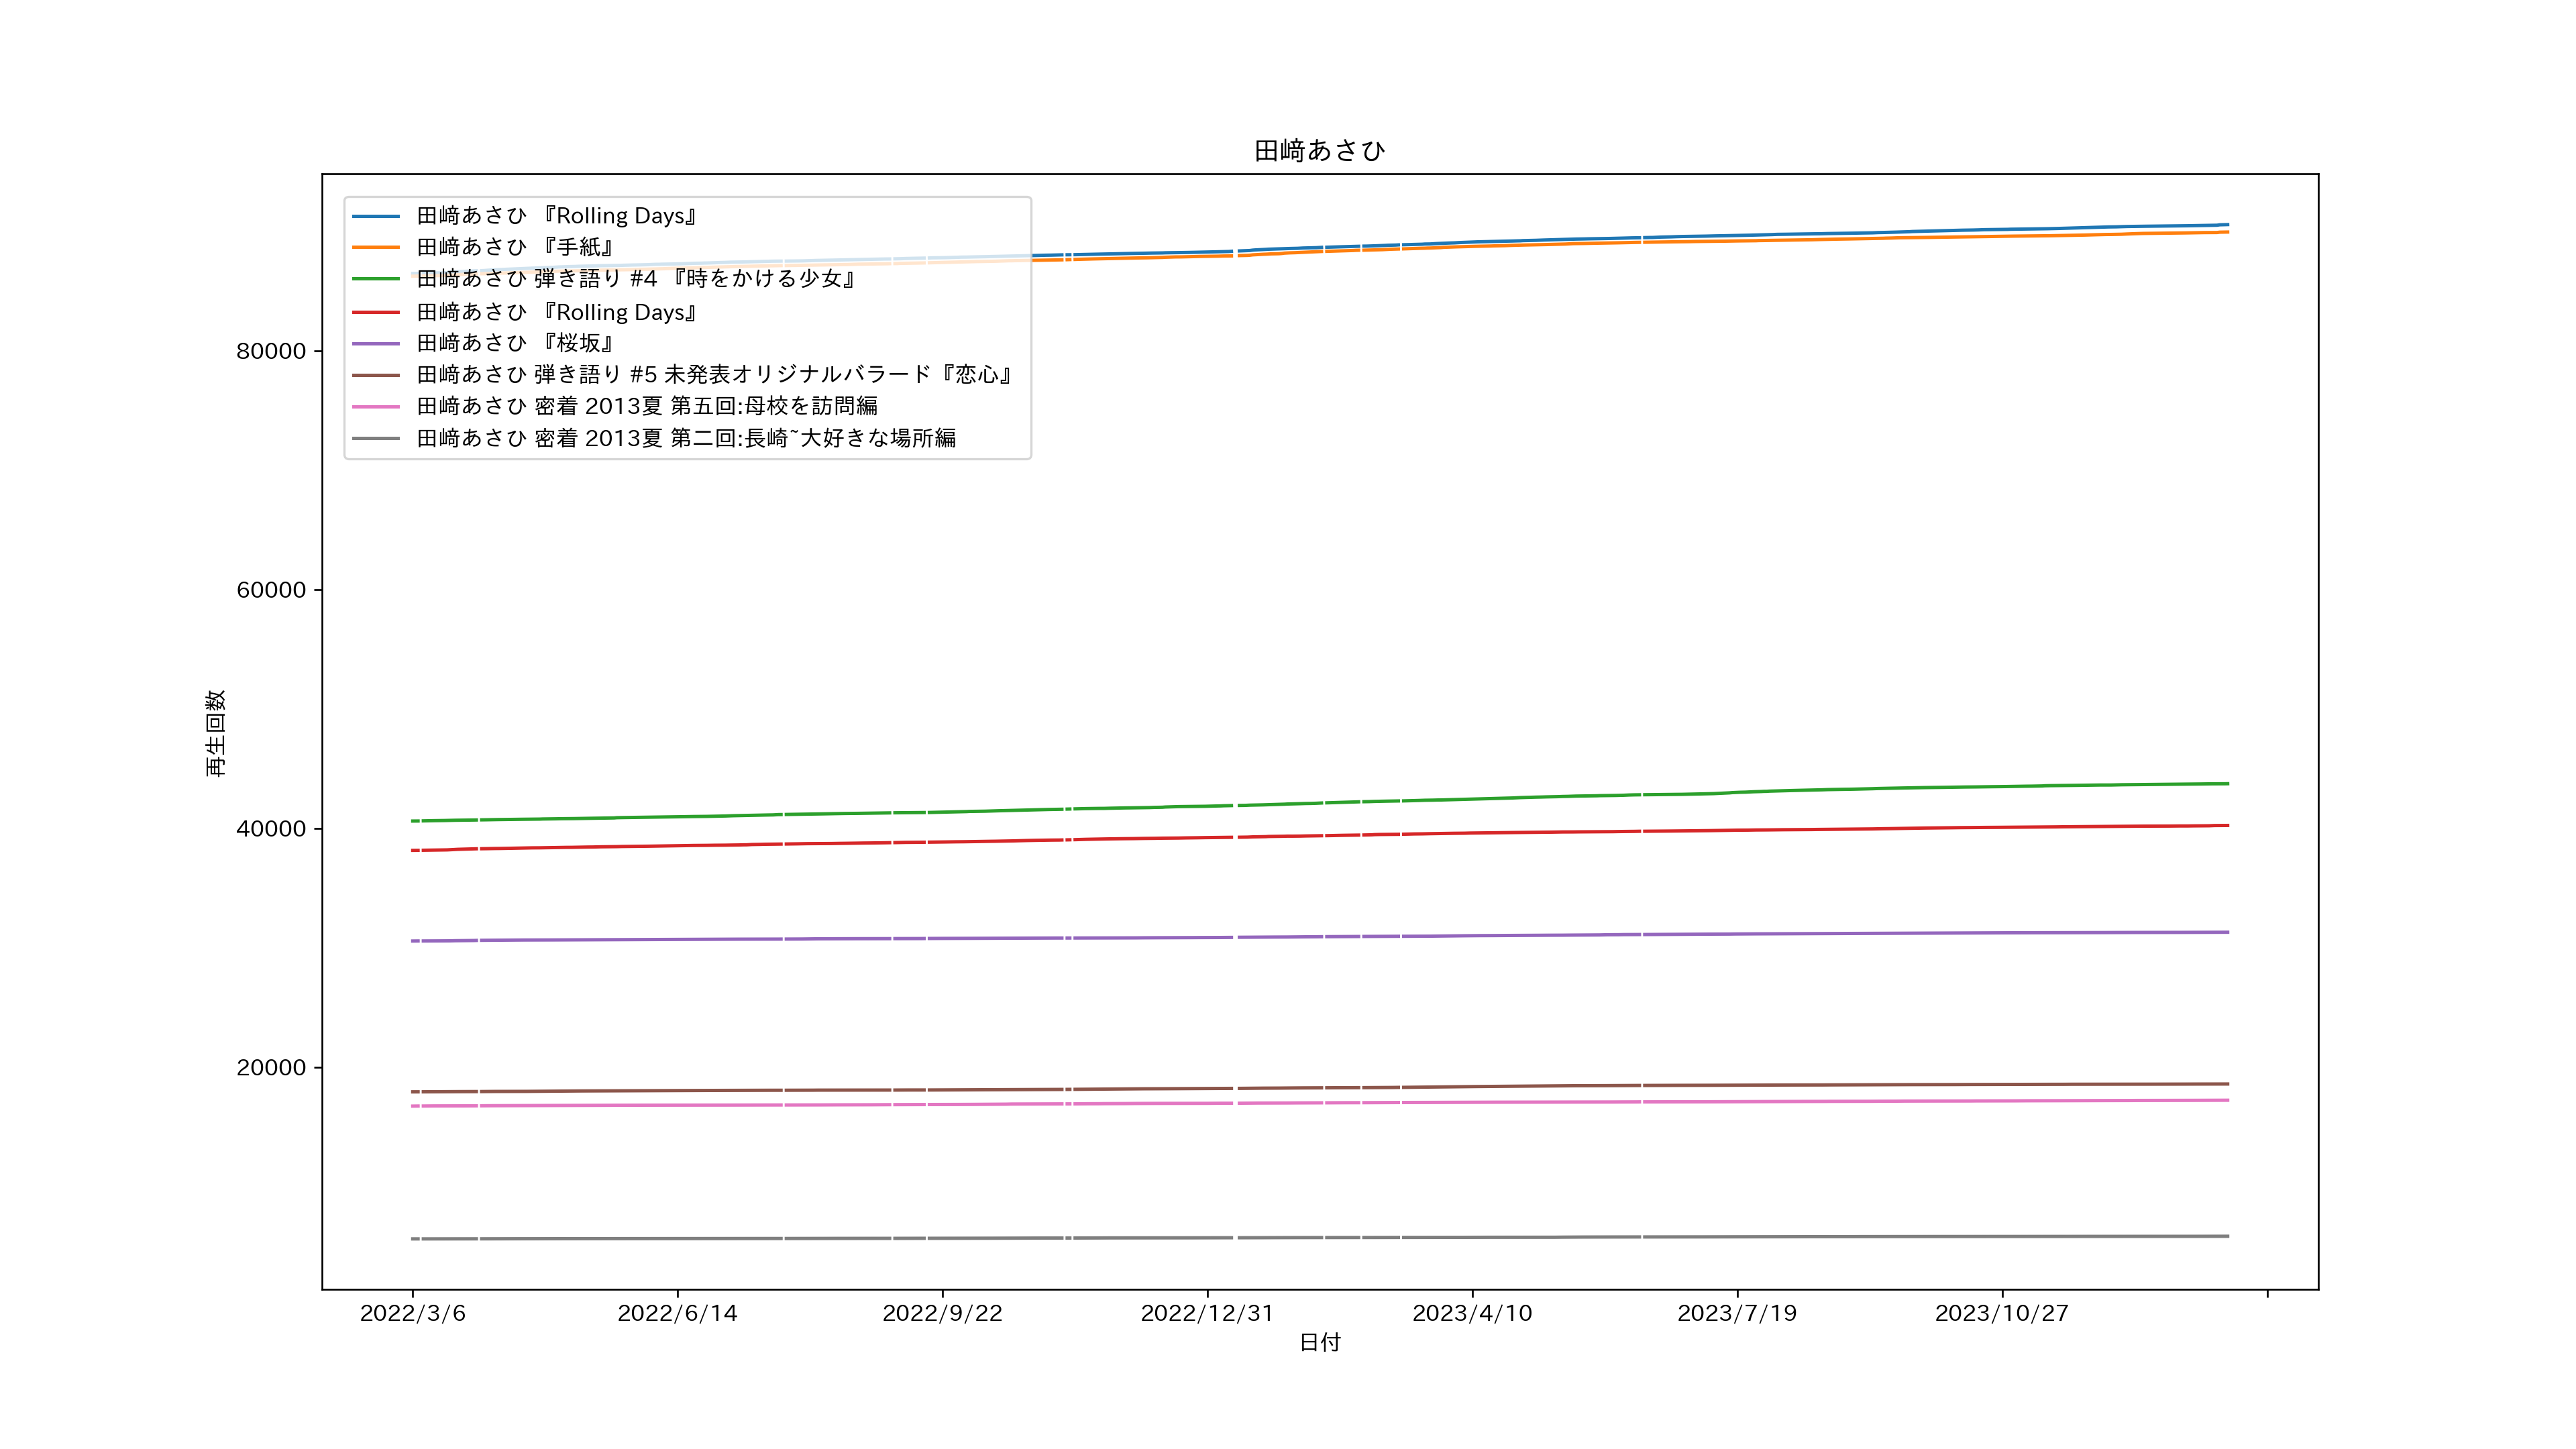 田﨑あさひ
田﨑あさひ 『Rolling Days』
田﨑あさひ 『手紙』
田﨑あさひ 弾き語り #4 『時をかける少女』
田﨑あさひ 『Rolling Days』
田﨑あさひ 『桜坂』
田﨑あさひ 弾き語り #5 未発表オリジナルバラード『恋心』
田﨑あさひ 密着 2013夏 第五回:母校を訪問編
田﨑あさひ 密着 2013夏 第二回:長崎~大好きな場所編
80000
60000
40000
20000
再生回数
2022/3/6 2022/6/14 2022/9/22 2022/12/31 2023/4/10 2023/7/19 2023/10/27
日付